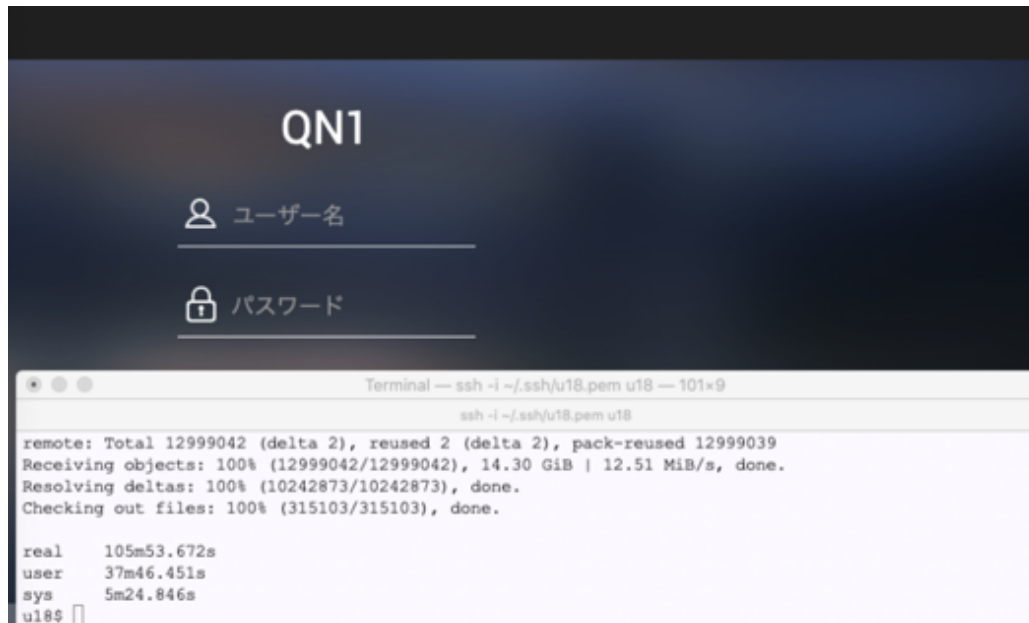 QN1
ユーザー名
パスワード
Terminal — ssh -i ~/.ssh/u18.pem u18 — 101×9
ssh -i ~/.ssh/u18.pem u18
remote: Total 12999042 (delta 2), reused 2 (delta 2), pack-reused 12999039
Receiving objects: 100% (12999042/12999042), 14.30 GiB | 12.51 MiB/s, done.
Resolving deltas: 100% (10242873/10242873), done.
Checking out files: 100% (315103/315103), done.
real 105m53.672s
user 37m46.451s
sys 5m24.846s
u18$